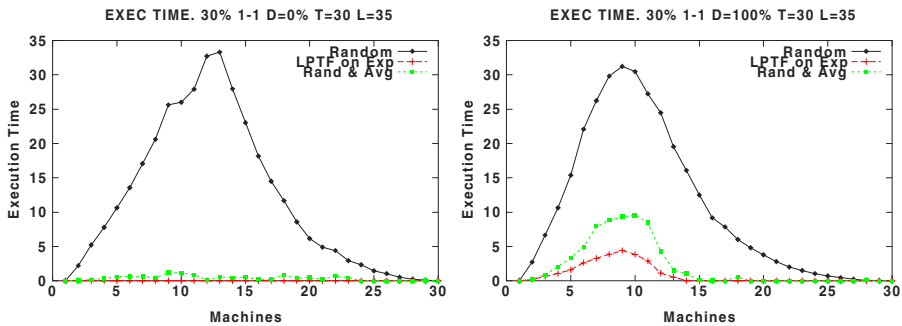 EXEC TIME. 30% 1-1 D=0% T=30 L=35
35
30
25
20
15
10
5
0
Execution Time
Random
LPTF on Exp
Rand & Avg
0 5 10 15 20 25 30
Machines
EXEC TIME. 30% 1-1 D=100% T=30 L=35
35
30
25
20
15
10
5
0
Execution Time
Random
LPTF on Exp
Rand & Avg
0 5 10 15 20 25 30
Machines